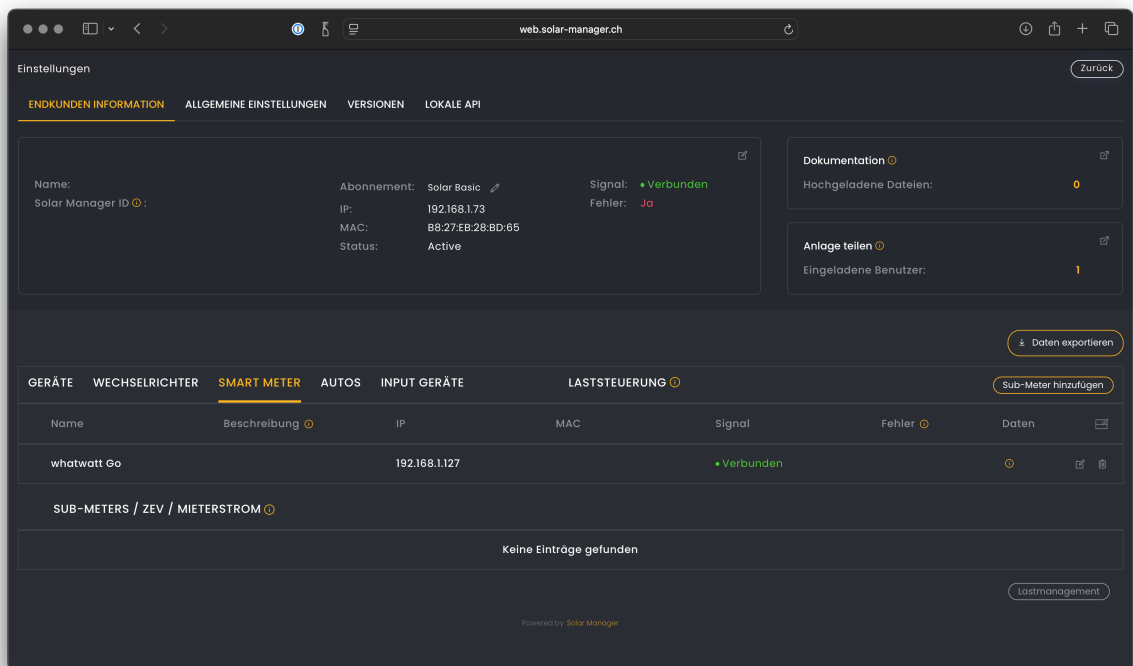 web.solar-manager.ch
Einstellungen
Zurück
ENDKUNDEN INFORMATION ALLGEMEINE EINSTELLUNGEN VERSIONEN LOKALE API
Name:
Solar Manager ID :
Abonnement: Solar Basic
IP: 192.168.1.73
MAC: B8:27:EB:28:BD:65
Status: Active
Signal: Verbunden
Fehler: Ja
Dokumentation
Hochgeladene Dateien: 0
Anlage teilen
Eingeladene Benutzer: 1
Daten exportieren
GERÄTE WECHSELRICHTER SMART METER AUTOS INPUT GERÄTE LASTSTEUERUNG Sub-Meter hinzufügen
Name Beschreibung IP MAC Signal Fehler Daten
whatwatt Go 192.168.1.127 Verbunden
SUB-METERS / ZEV / MIETERSTROM
Keine Einträge gefunden
Lastmanagement
Powered by Solar Manager